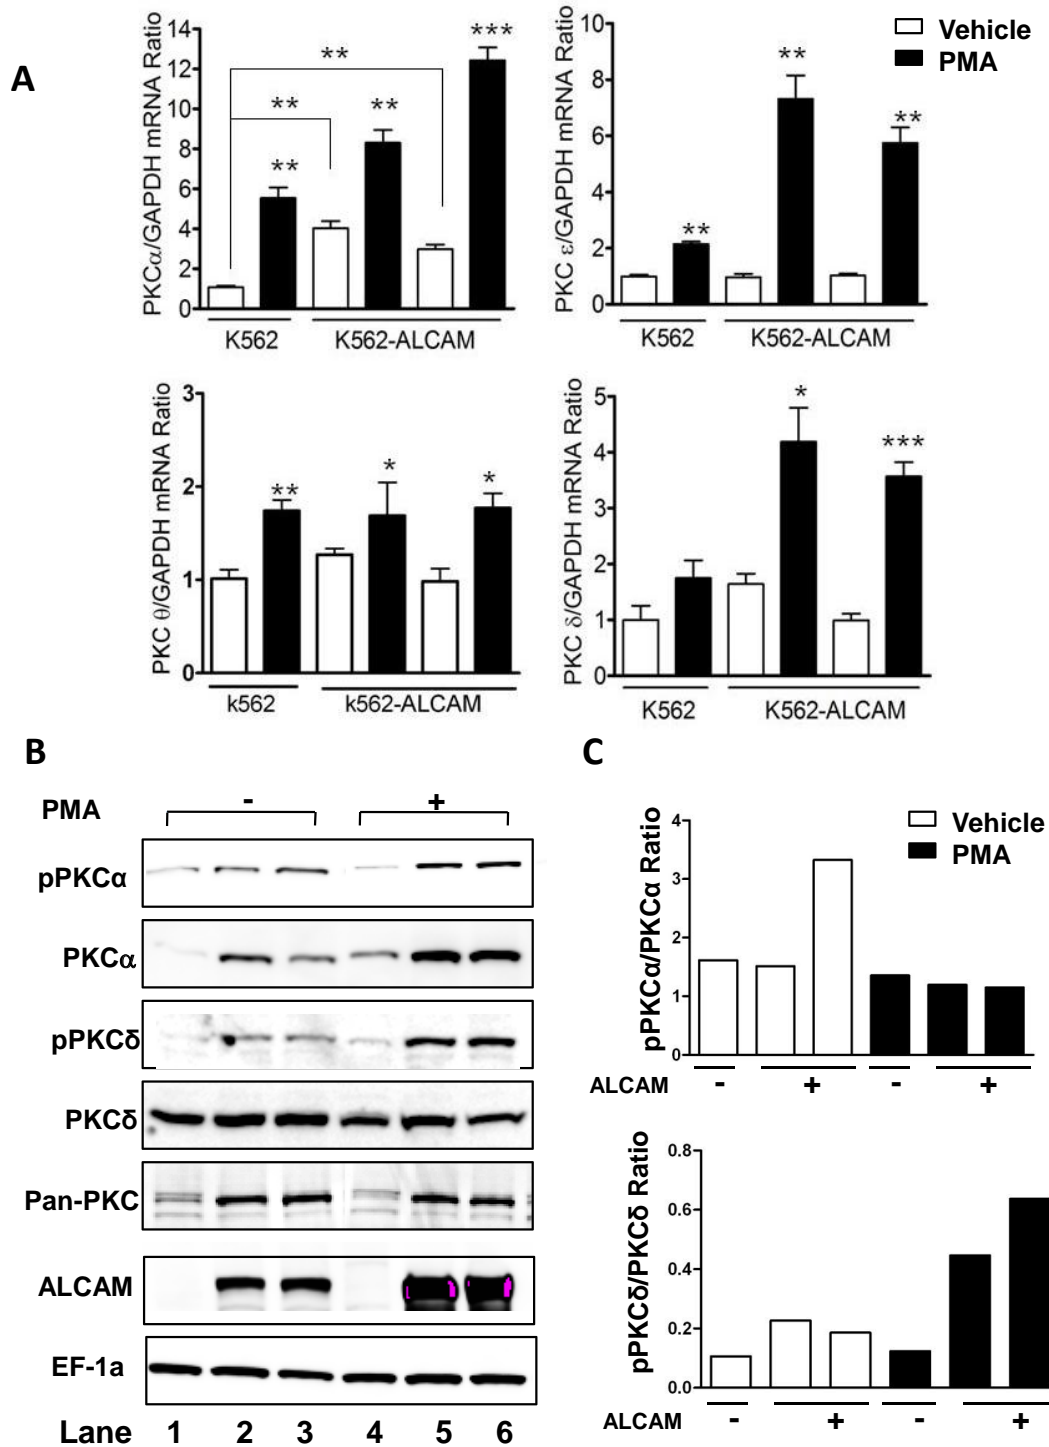 A
Vehicle
PMA
PKCα/GAPDH mRNA Ratio
14
12
10
8
6
4
2
0
**
**
**
**
***
K562
K562-ALCAM
PKC ε/GAPDH mRNA Ratio
10
8
6
4
2
0
**
**
**
K562
K562-ALCAM
PKC θ/GAPDH mRNA Ratio
3
2
1
0
**
*
*
k562
k562-ALCAM
PKC δ/GAPDH mRNA Ratio
5
4
3
2
1
0
*
***
K562
K562-ALCAM
B
PMA - +
pPKCα
PKCα
pPKCδ
PKCδ
Pan-PKC
ALCAM
EF-1a
Lane 1 2 3 4 5 6
C
Vehicle
PMA
pPKCα/PKCα Ratio
4
3
2
1
0
ALCAM - + - +
pPKCδ/PKCδ Ratio
0.8
0.6
0.4
0.2
0.0
ALCAM - + - +